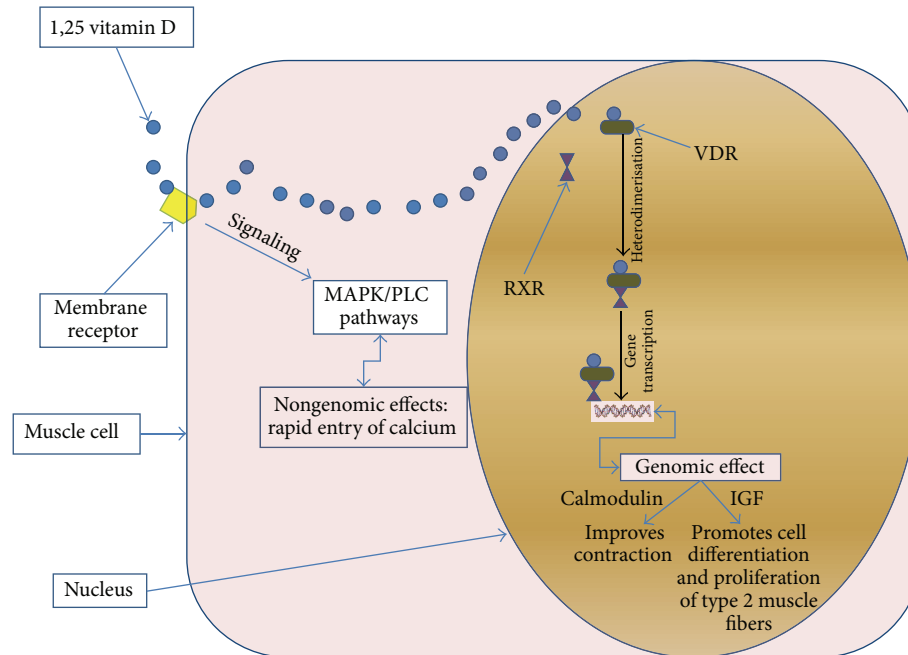 1,25 vitamin D
VDR
Heterodimerisation
Signaling
RXR
Membrane
receptor
MAPK/PLC
pathways
Gene
transcription
Nongenomic effects:
rapid entry of calcium
Muscle cell
Genomic effect
Calmodulin
IGF
Improves
contraction
Promotes cell
differentiation
and proliferation
of type 2 muscle
fibers
Nucleus